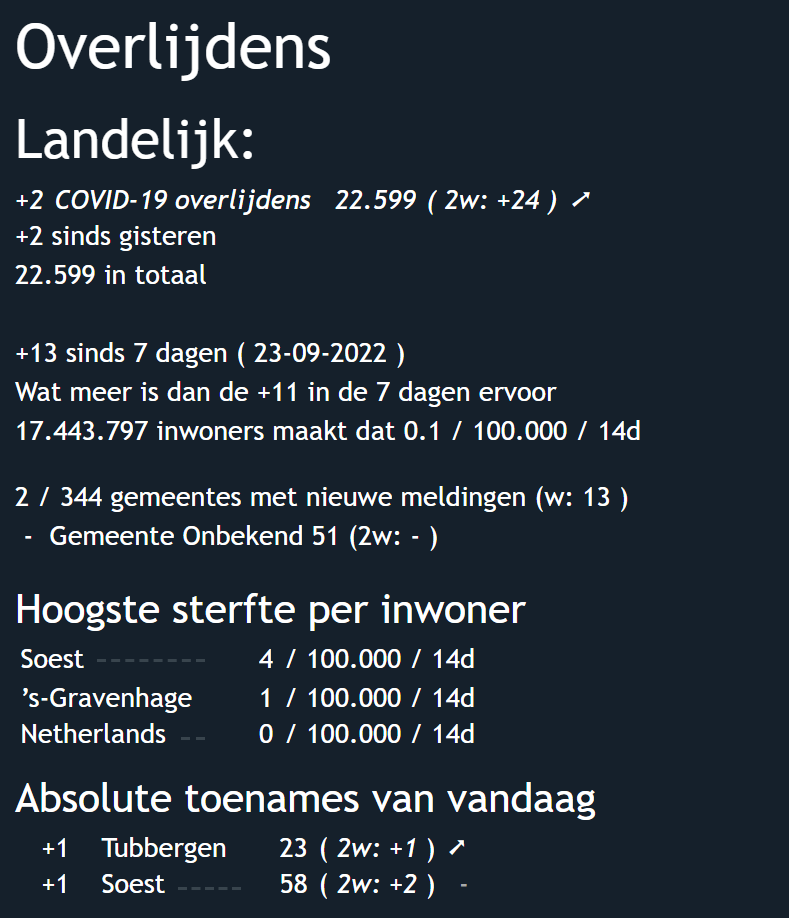 Overlijdens
Landelijk:
+2 COVID-19 overlijdens 22.599 ( 2w: +24 ) ➚
+2 sinds gisteren
22.599 in totaal
+13 sinds 7 dagen ( 23-09-2022 )
Wat meer is dan de +11 in de 7 dagen ervoor
17.443.797 inwoners maakt dat 0.1 / 100.000 / 14d
2 / 344 gemeentes met nieuwe meldingen (w: 13 )
- Gemeente Onbekend 51 (2w: - )
Hoogste sterfte per inwoner
Soest -------- 4 / 100.000 / 14d
’s-Gravenhage 1 / 100.000 / 14d
Netherlands -- 0 / 100.000 / 14d
Absolute toenames van vandaag
+1 Tubbergen 23 ( 2w: +1 ) ➚
+1 Soest ----- 58 ( 2w: +2 ) -